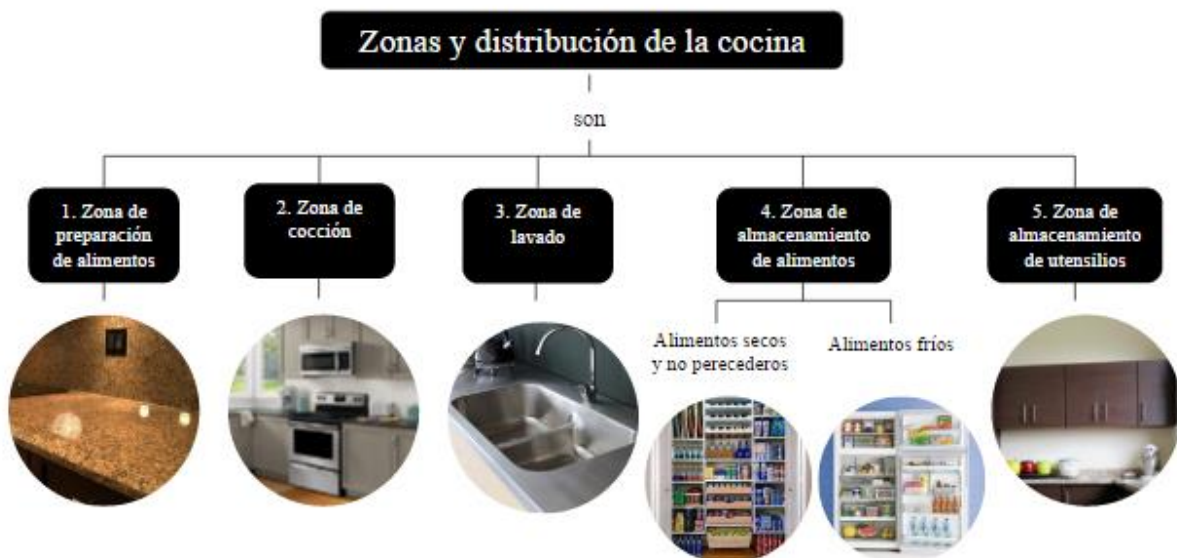 Zonas y distribución de la cocina
son
1. Zona de
preparación
de alimentos
2. Zona de
cocción
3. Zona de
lavado
4. Zona de
almacenamiento
de alimentos
5. Zona de
almacenamiento
de utensilios
Alimentos secos
y no perecederos
Alimentos fríos